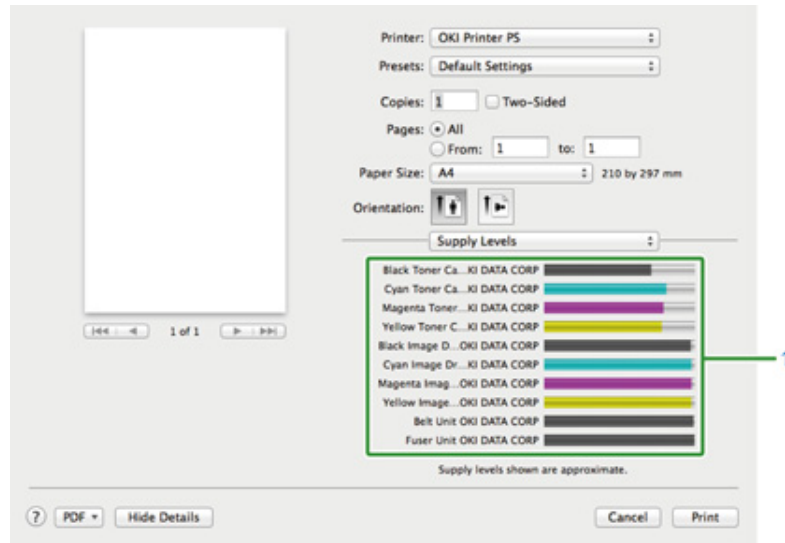 Printer: OKI Printer PS
Presets: Default Settings
Copies: 1 Two-Sided
Pages: All
From: 1 to: 1
Paper Size: A4 210 by 297 mm
Orientation:
Supply Levels
Black Toner Ca...KI DATA CORP
Cyan Toner Ca...KI DATA CORP
Magenta Toner...KI DATA CORP
Yellow Toner C...KI DATA CORP
Black Image D...OKI DATA CORP
Cyan Image Dr...KI DATA CORP
Magenta Imag...OKI DATA CORP
Yellow Image...OKI DATA CORP
Belt Unit OKI DATA CORP
Fuser Unit OKI DATA CORP
1 of 1
1
Supply levels shown are approximate.
? PDF Hide Details Cancel Print